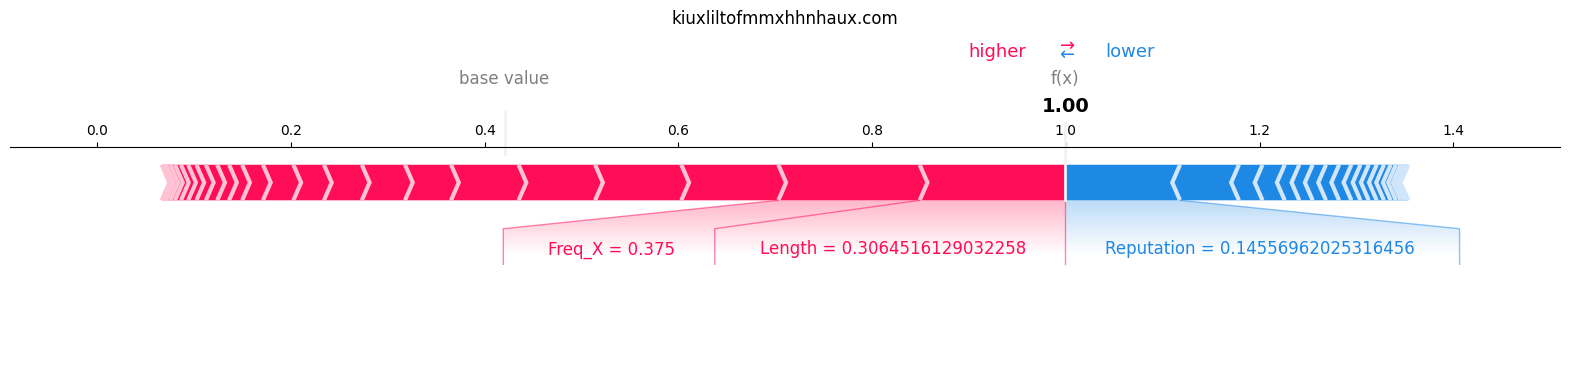 kiuxliltofmmxhhnhaux.com
higher ⇄ lower
base value f(x)
1.00
0.0 0.2 0.4 0.6 0.8 1.0 1.2 1.4
Freq_X = 0.375 Length = 0.3064516129032258 Reputation = 0.14556962025316456